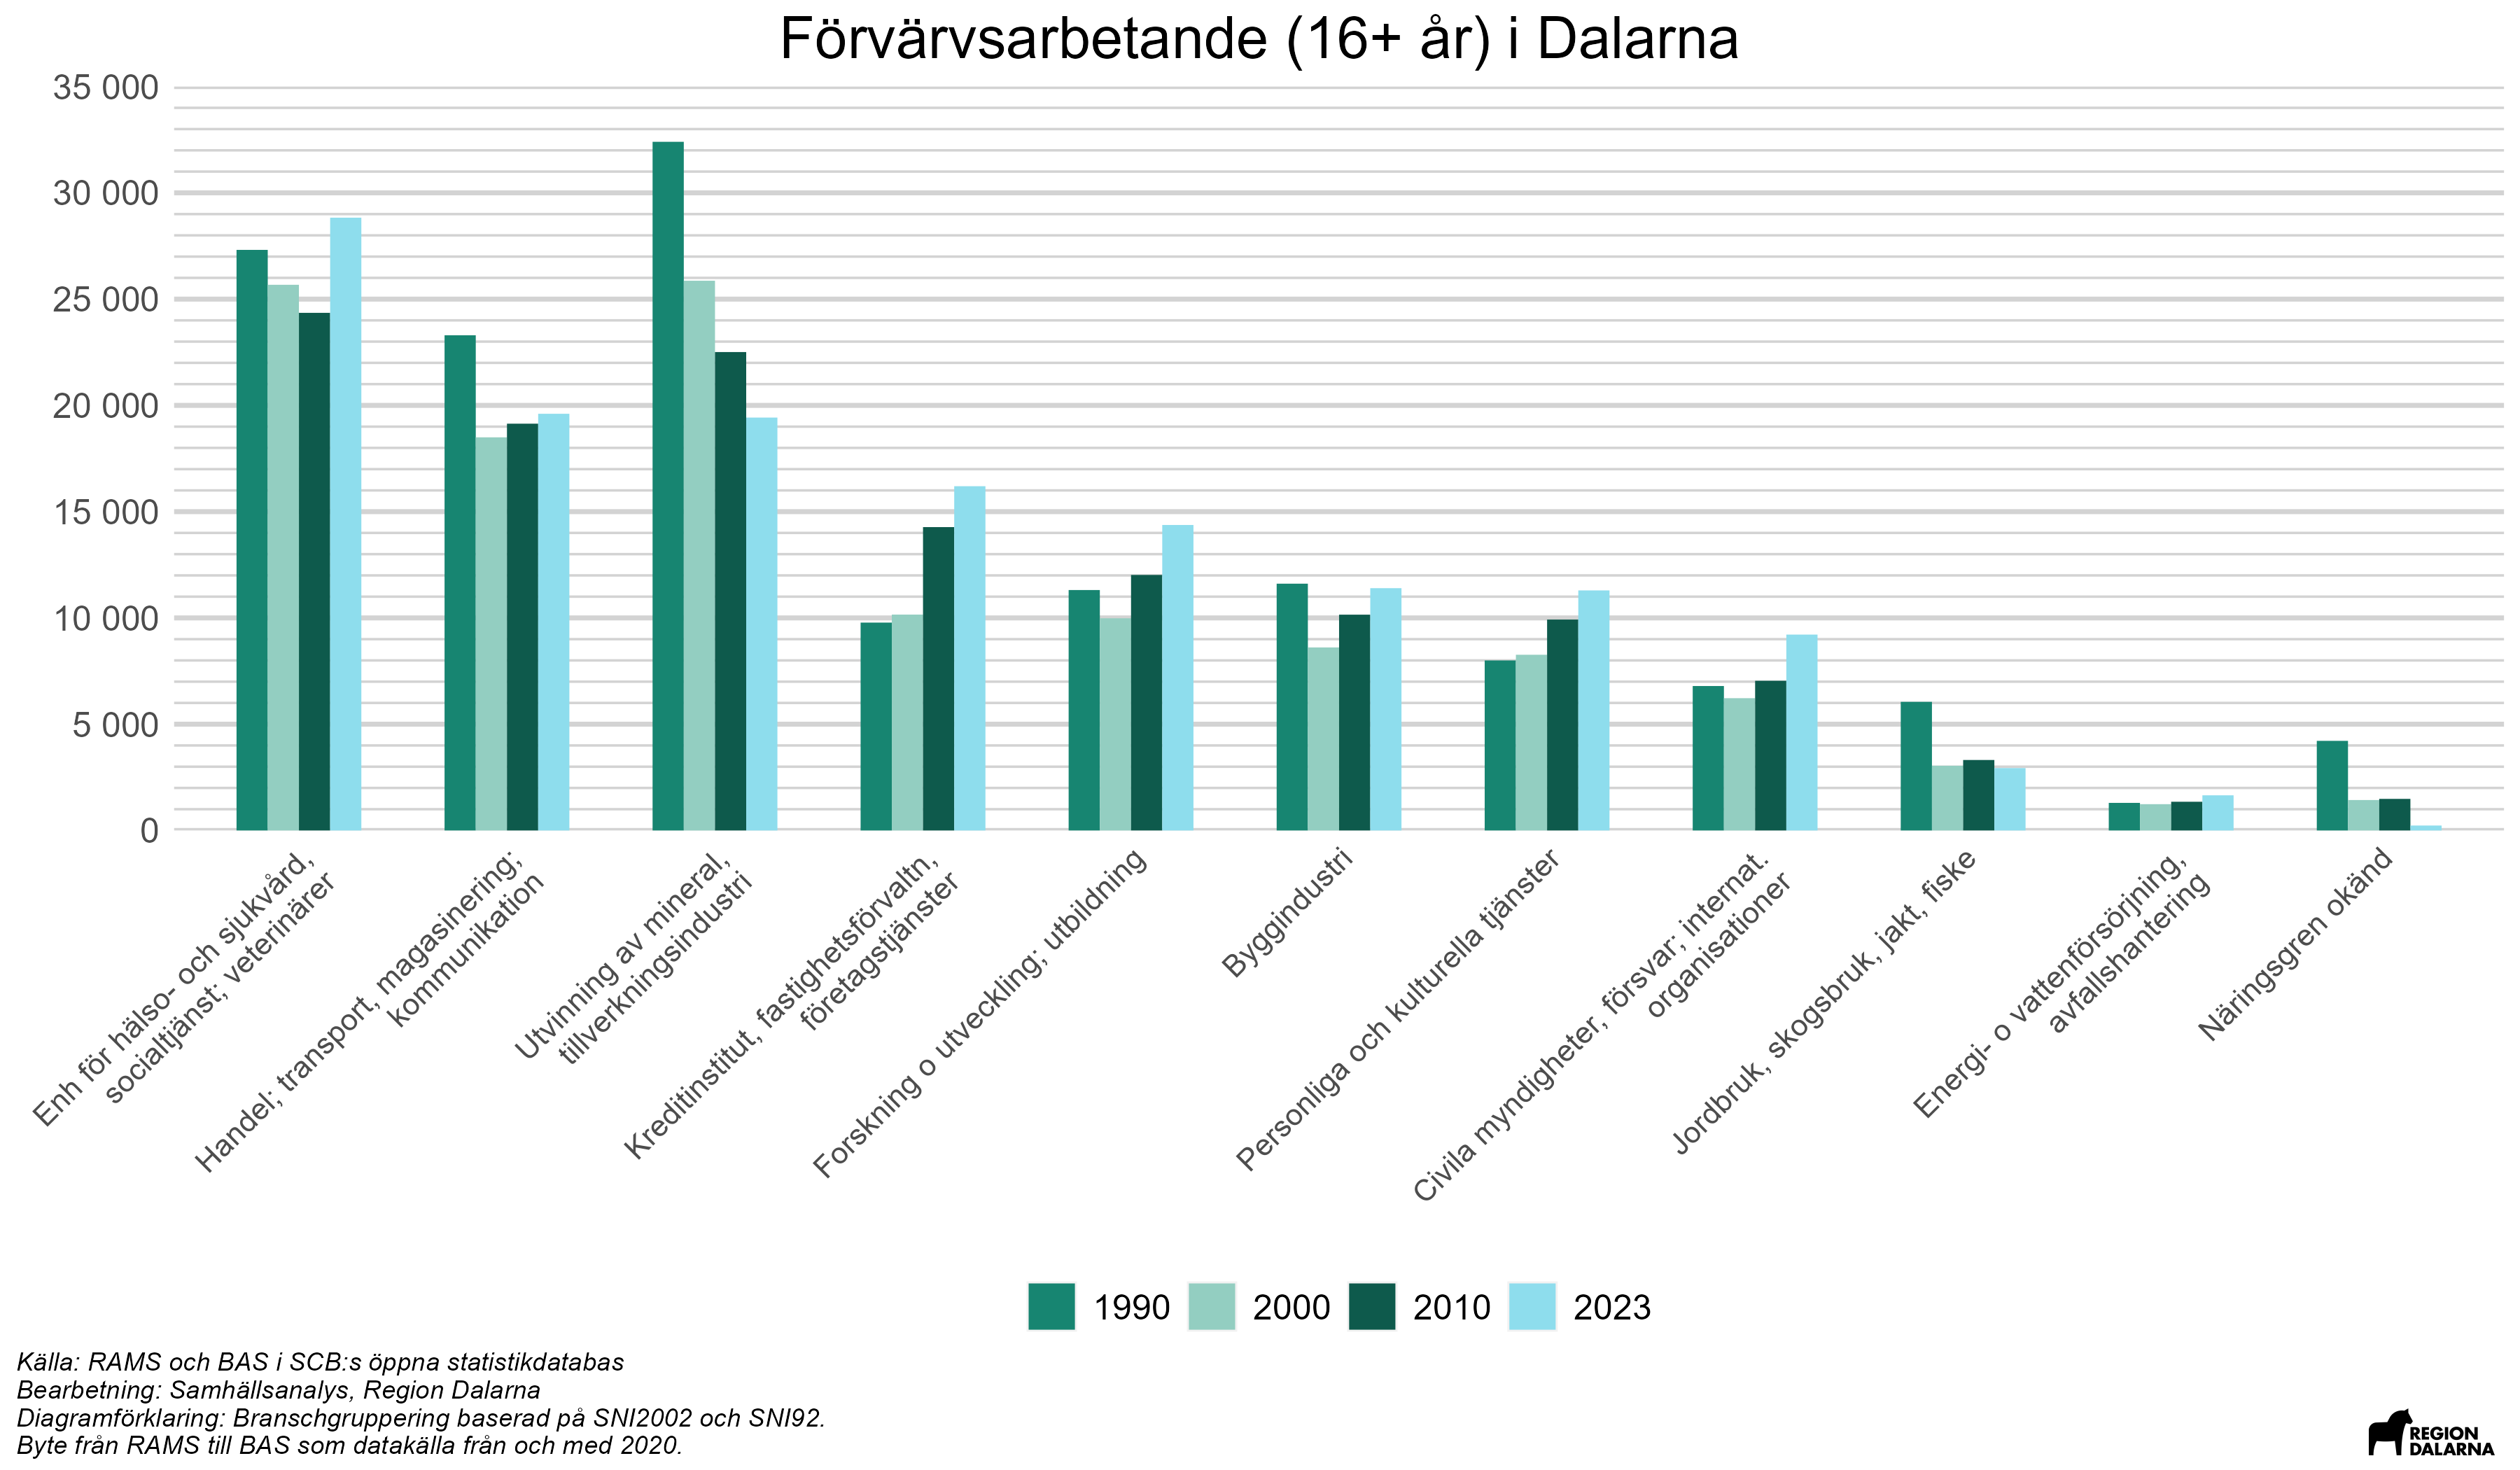 Förvärvsarbetande (16+ år) i Dalarna
35 000
30 000
25 000
20 000
15 000
10 000
5 000
0
Enh för hälso- och sjukvård,
socialtjänst; veterinärer
Handel; transport, magasinering;
kommunikation
Utvinning av mineral,
tillverkningsindustri
Kreditinstitut, fastighetsförvaltn,
företagstjänster
Forskning o utveckling; utbildning
Byggindustri
Personliga och kulturella tjänster
Civila myndigheter, försvar; internat.
organisationer
Jordbruk, skogsbruk, jakt, fiske
Energi- o vattenförsörjning,
avfallshantering
Näringsgren okänd
1990 2000 2010 2023
Källa: RAMS och BAS i SCB:s öppna statistikdatabas
Bearbetning: Samhällsanalys, Region Dalarna
Diagramförklaring: Branschgruppering baserad på SNI2002 och SNI92.
Byte från RAMS till BAS som datakälla från och med 2020.
REGION
DALARNA